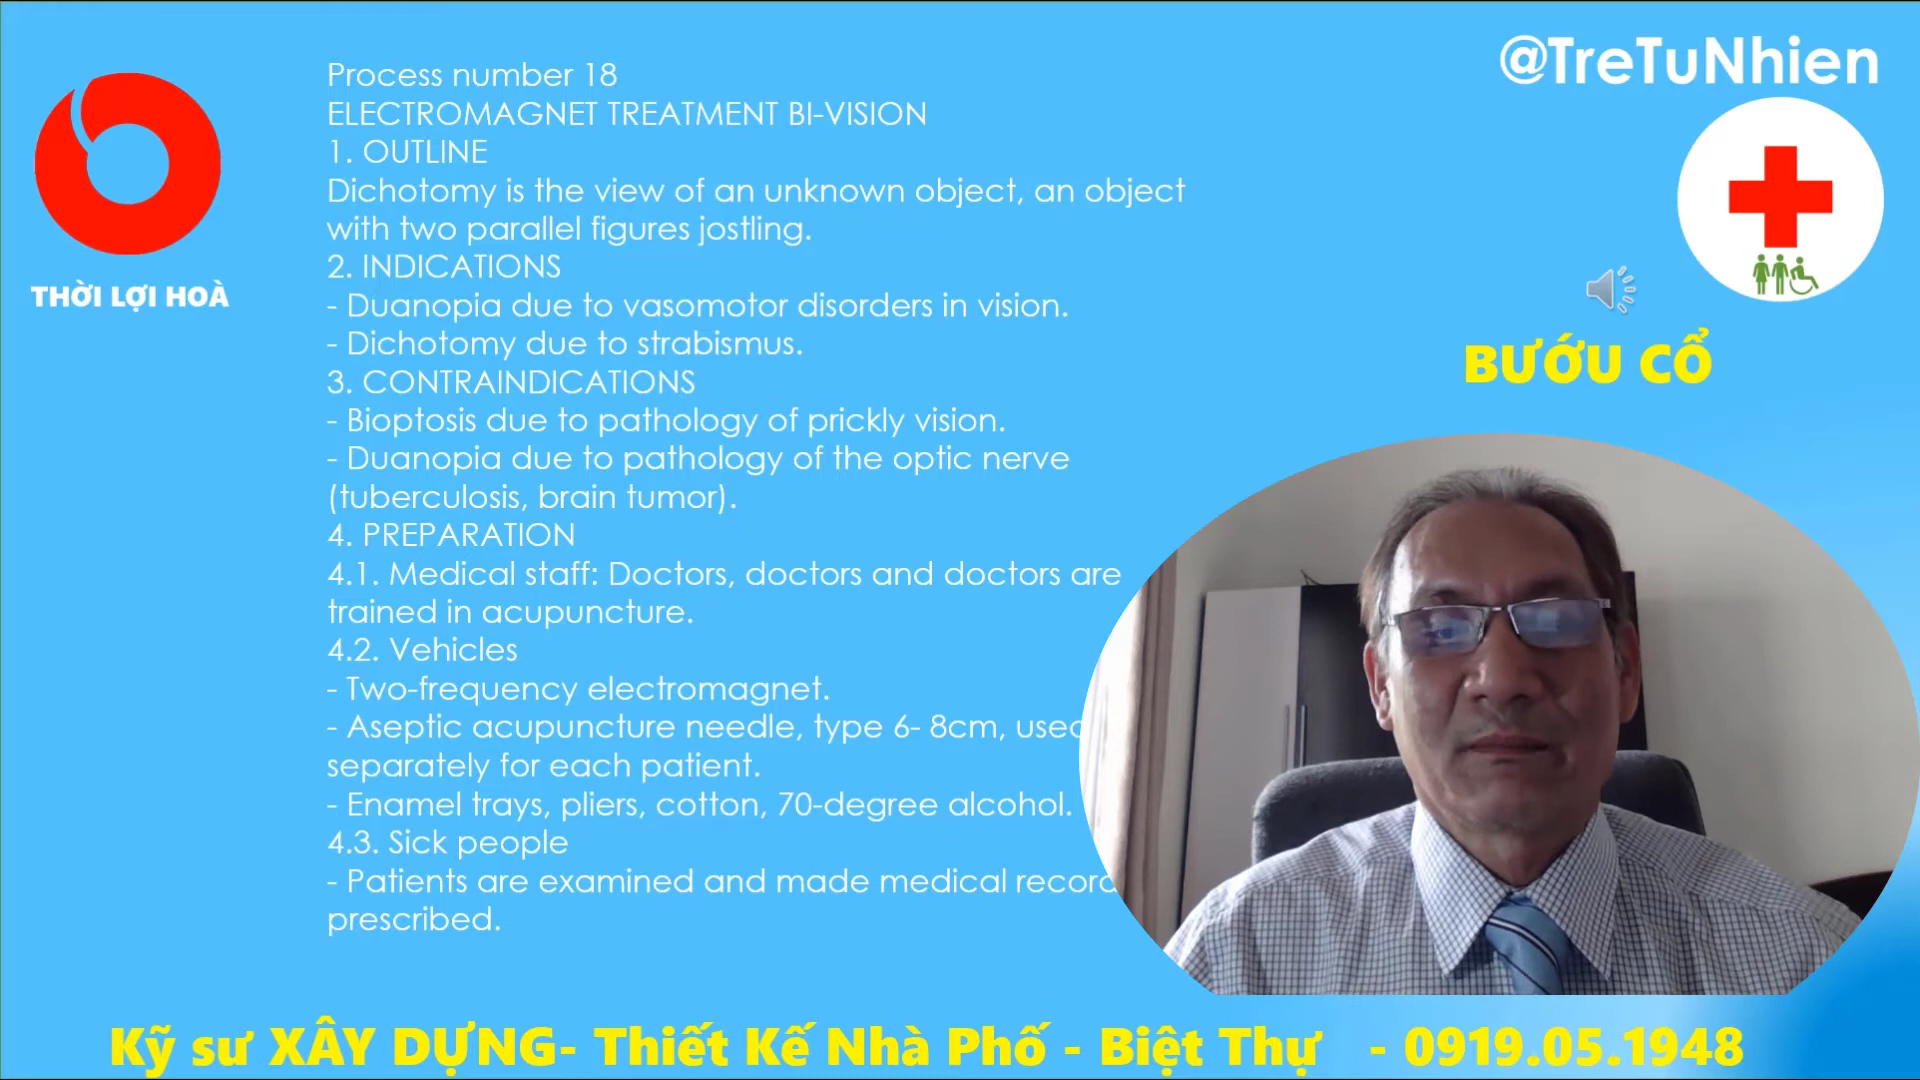 @TreTuNhien
THỜI LỢI HOÀ
Process number 18
ELECTROMAGNET TREATMENT BI-VISION
1. OUTLINE
Dichotomy is the view of an unknown object, an object
with two parallel figures jostling.
2. INDICATIONS
- Duanopia due to vasomotor disorders in vision.
- Dichotomy due to strabismus.
3. CONTRAINDICATIONS
- Bioptosis due to pathology of prickly vision.
- Duanopia due to pathology of the optic nerve
(tuberculosis, brain tumor).
4. PREPARATION
4.1. Medical staff: Doctors, doctors and doctors are
trained in acupuncture.
4.2. Vehicles
- Two-frequency electromagnet.
- Aseptic acupuncture needle, type 6- 8cm, used
separately for each patient.
- Enamel trays, pliers, cotton, 70-degree alcohol.
4.3. Sick people
- Patients are examined and made medical record
prescribed.
BƯỚU CỔ
Kỹ sư XÂY DỰNG- Thiết Kế Nhà Phố - Biệt Thự - 0919.05.1948